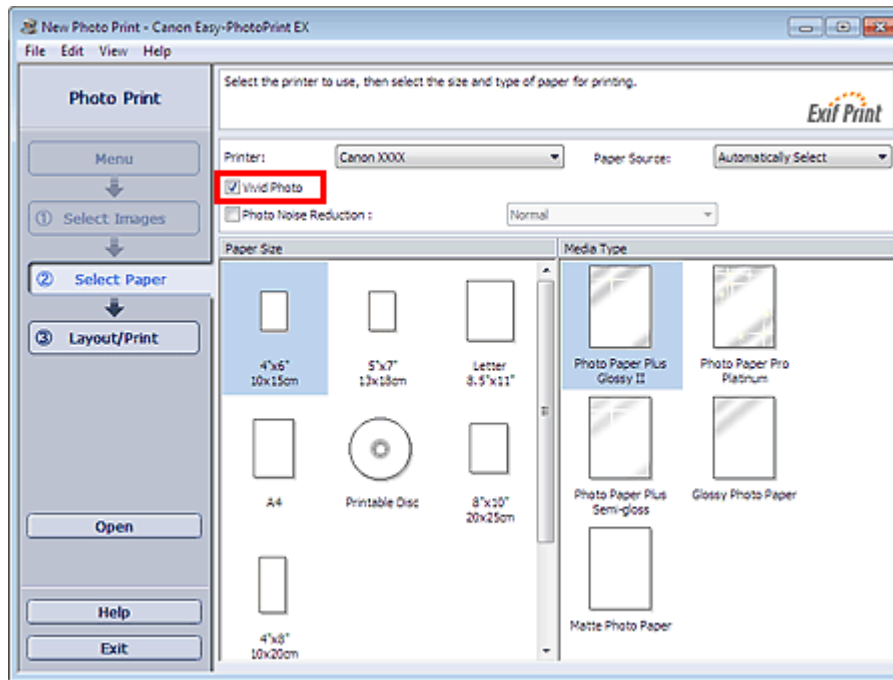 New Photo Print - Canon Easy-PhotoPrint EX
File Edit View Help
Photo Print
Select the printer to use, then select the size and type of paper for printing.
Exif Print
Menu
Printer: Canon XXXX Paper Source: Automatically Select
Vivid Photo
① Select Images
Photo Noise Reduction : Normal
Paper Size
Media Type
② Select Paper
③ Layout/Print
4"x6"
10x15cm
5"x7"
13x18cm
Letter
8.5"x11"
Photo Paper Plus
Glossy II
Photo Paper Pro
Platinum
A4
Printable Disc
8"x10"
20x25cm
Photo Paper Plus
Semi-gloss
Glossy Photo Paper
Open
4"x8"
10x20cm
Matte Photo Paper
Help
Exit